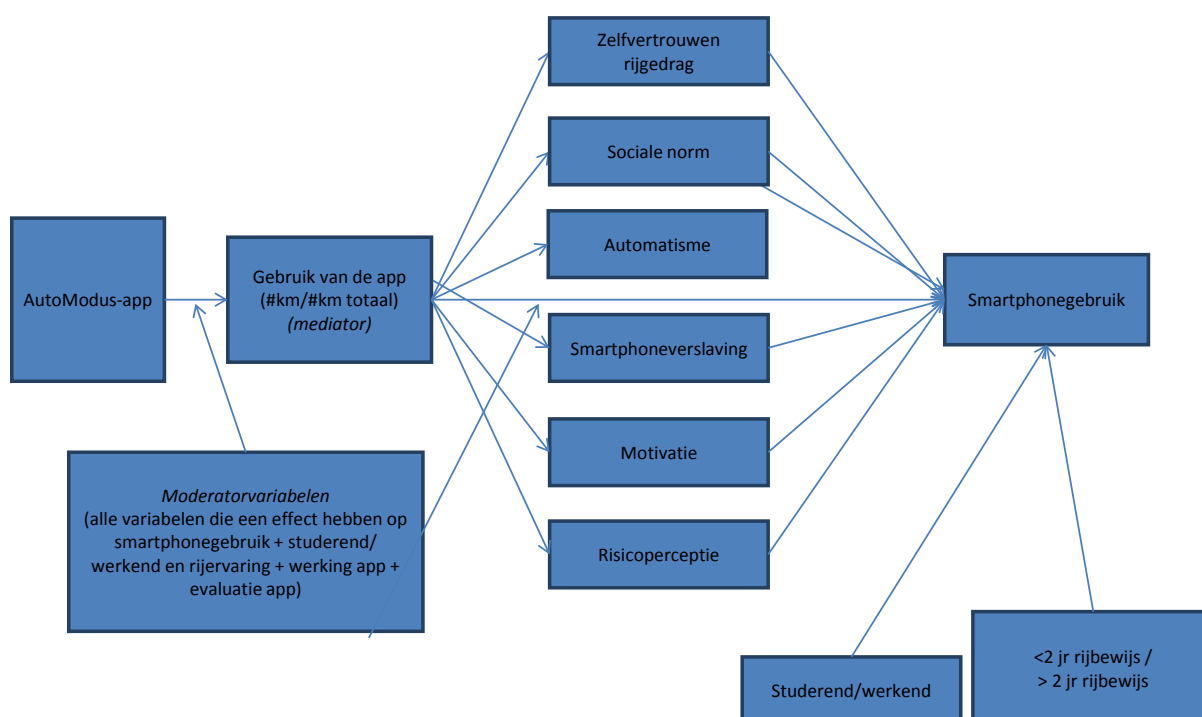 Zelfvertrouwen
rijgedrag
Sociale norm
Automatisme
AutoModus-app
Gebruik van de app
(#km/#km totaal)
(mediator)
Smartphonegebruik
Smartphoneverslaving
Motivatie
Moderatorvariabelen
(alle variabelen die een effect hebben op
smartphonegebruik + studerend/
werkend en rijervaring + werking app +
evaluatie app)
Risicoperceptie
<2 jr rijbewijs /
> 2 jr rijbewijs
Studerend/werkend